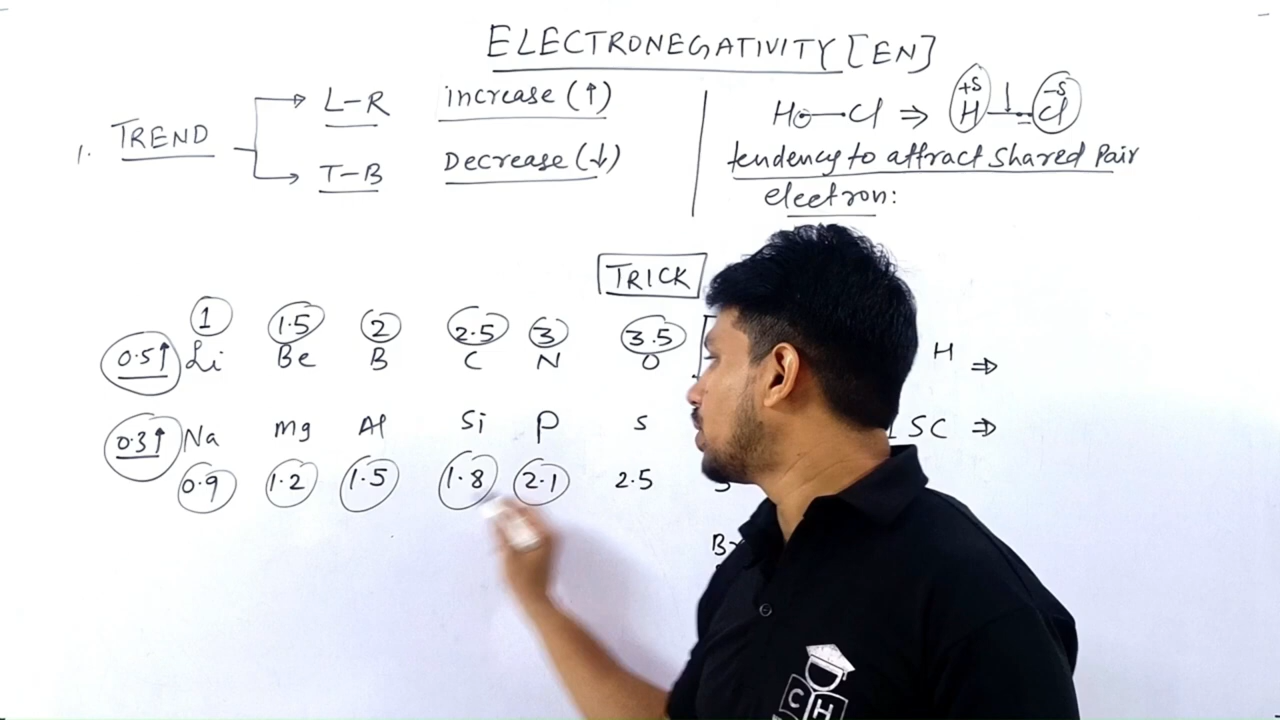 ELECTRONEGATIVITY [EN]
1. TREND
L-R increase (↑)
T-B Decrease (↓)
H—Cl ⇒ +δ H — -δ Cl
tendency to attract shared pair
electron:
TRICK
1 1.5 2 2.5 3 3.5
0.5↑ Li Be B C N O H ⇒
0.3↑ Na Mg Al Si P S SC ⇒
0.9 1.2 1.5 1.8 2.1 2.5 3
Br
C H